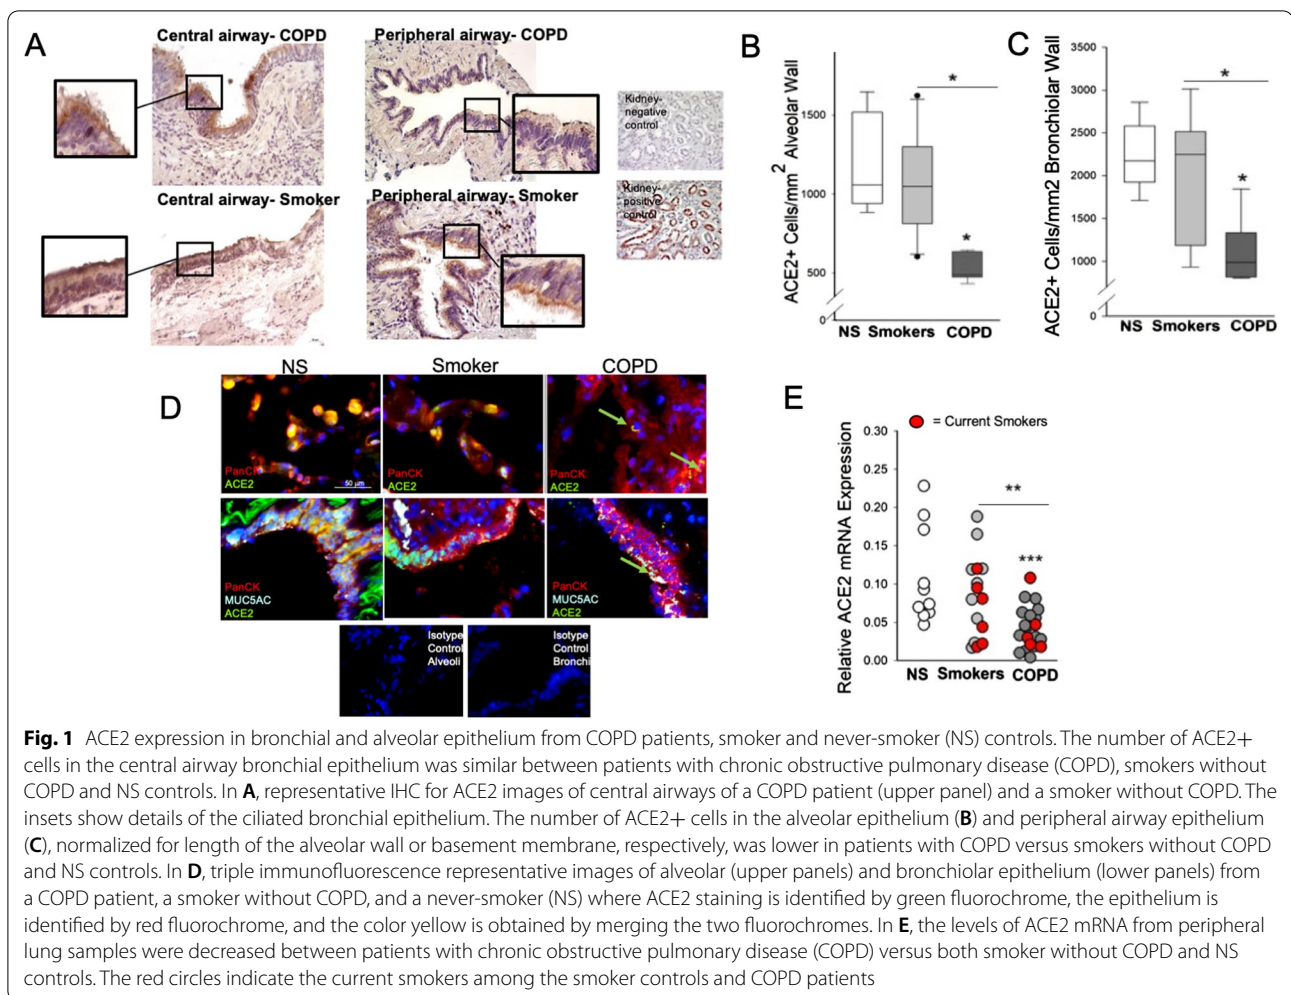 A
Central airway- COPD
Peripheral airway- COPD
Kidney-
negative
control
Central airway- Smoker
Peripheral airway- Smoker
Kidney-
positive
control
B
ACE2+ Cells/mm2 Alveolar Wall
1500
1000
500
0
*
*
NS Smokers COPD
C
ACE2+ Cells/mm2 Bronchiolar Wall
3500
3000
2500
2000
1500
1000
0
*
*
NS Smokers COPD
D
NS Smoker COPD
PanCK
ACE2
50 µm
PanCK
ACE2
PanCK
ACE2
PanCK
MUC5AC
ACE2
PanCK
MUC5AC
ACE2
PanCK
MUC5AC
ACE2
Isotype
Control
Alveoli
Isotype
Control
Bronchi
E
= Current Smokers
Relative ACE2 mRNA Expression
0.30
0.25
0.20
0.15
0.10
0.05
0.00
**
***
NS Smokers COPD
Fig. 1 ACE2 expression in bronchial and alveolar epithelium from COPD patients, smoker and never-smoker (NS) controls. The number of ACE2+
cells in the central airway bronchial epithelium was similar between patients with chronic obstructive pulmonary disease (COPD), smokers without
COPD and NS controls. In A, representative IHC for ACE2 images of central airways of a COPD patient (upper panel) and a smoker without COPD. The
insets show details of the ciliated bronchial epithelium. The number of ACE2+ cells in the alveolar epithelium (B) and peripheral airway epithelium
(C), normalized for length of the alveolar wall or basement membrane, respectively, was lower in patients with COPD versus smokers without COPD
and NS controls. In D, triple immunofluorescence representative images of alveolar (upper panels) and bronchiolar epithelium (lower panels) from
a COPD patient, a smoker without COPD, and a never-smoker (NS) where ACE2 staining is identified by green fluorochrome, the epithelium is
identified by red fluorochrome, and the color yellow is obtained by merging the two fluorochromes. In E, the levels of ACE2 mRNA from peripheral
lung samples were decreased between patients with chronic obstructive pulmonary disease (COPD) versus both smoker without COPD and NS
controls. The red circles indicate the current smokers among the smoker controls and COPD patients